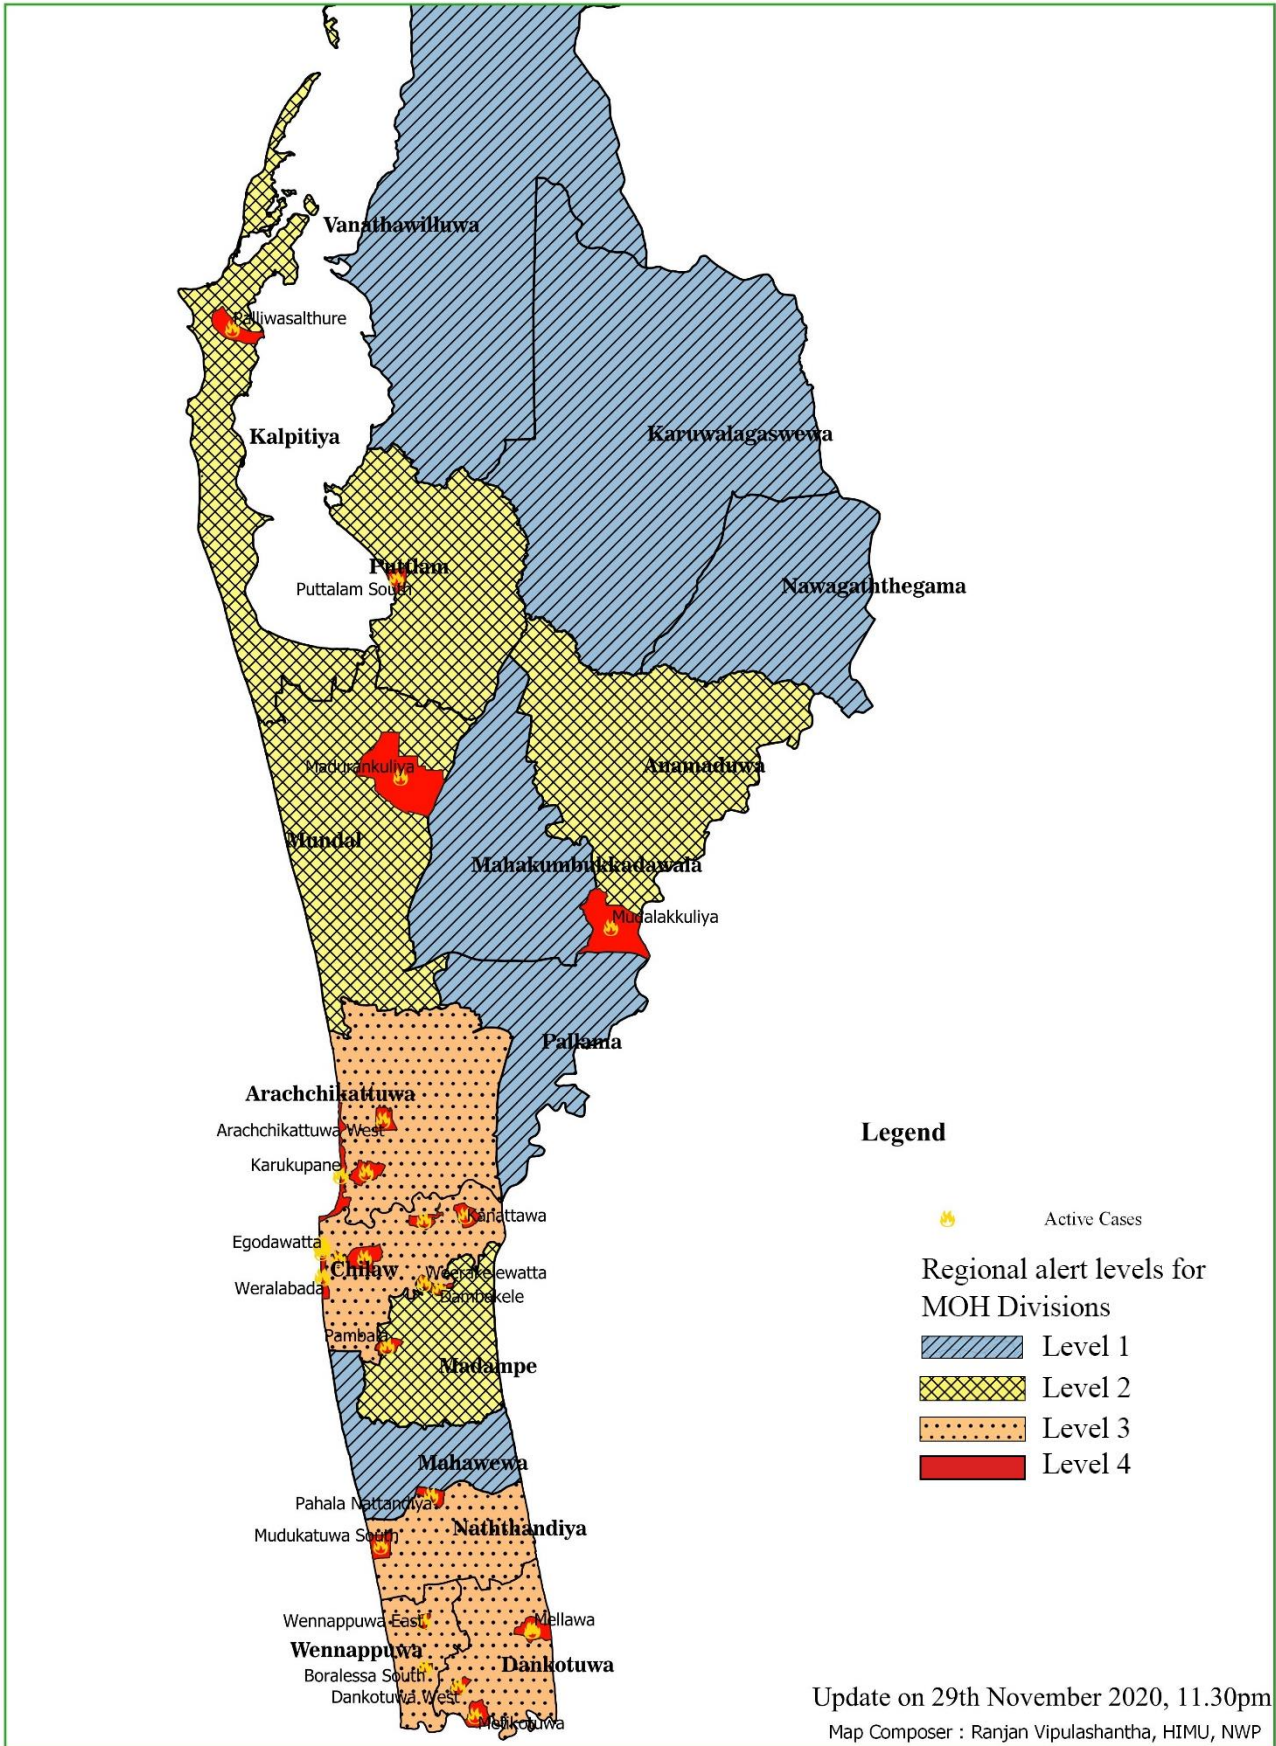 Vanathawilluwa
Palliwasalthure
Kalpitiya
Karuwalagaswewa
Puttlam
Puttalam South
Nawagaththegama
Madurankuliya
Anamaduwa
Mundal
Mahakumbukkadawala
Mudalakkuliya
Pallama
Arachchikattuwa
Arachchikattuwa West
Karukupane
Kanattawa
Egodawatta
Chilaw
Weerakelewatta
Weralabada
Dambakele
Pambala
Madampe
Mahawewa
Pahala Nattandiya
Naththandiya
Mudukatuwa South
Wennappuwa East
Mellawa
Wennappuwa
Dankotuwa
Boralessa South
Dankotuwa West
Legend
Active Cases
Regional alert levels for
MOH Divisions
Level 1
Level 2
Level 3
Level 4
Update on 29th November 2020, 11.30pm
Map Composer : Ranjan Vipulashantha, HIMU, NWP